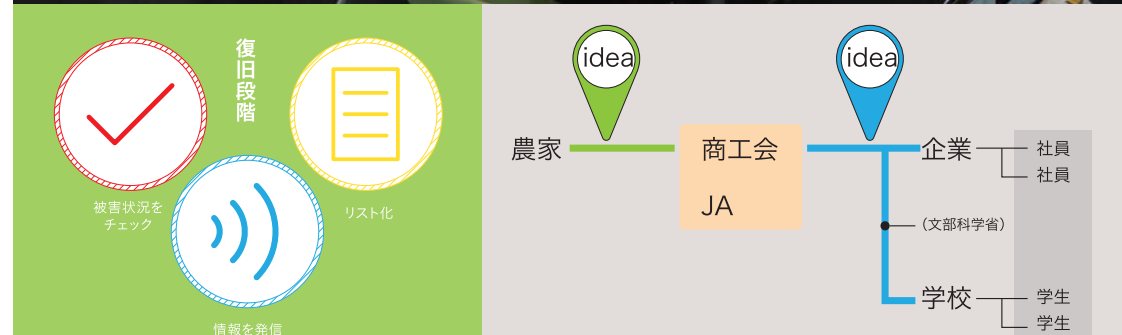 復旧段階
被害状況を
チェック
リスト化
情報を発信
idea
idea
農家
商工会
JA
企業
社員
社員
（文部科学省）
学校
学生
学生